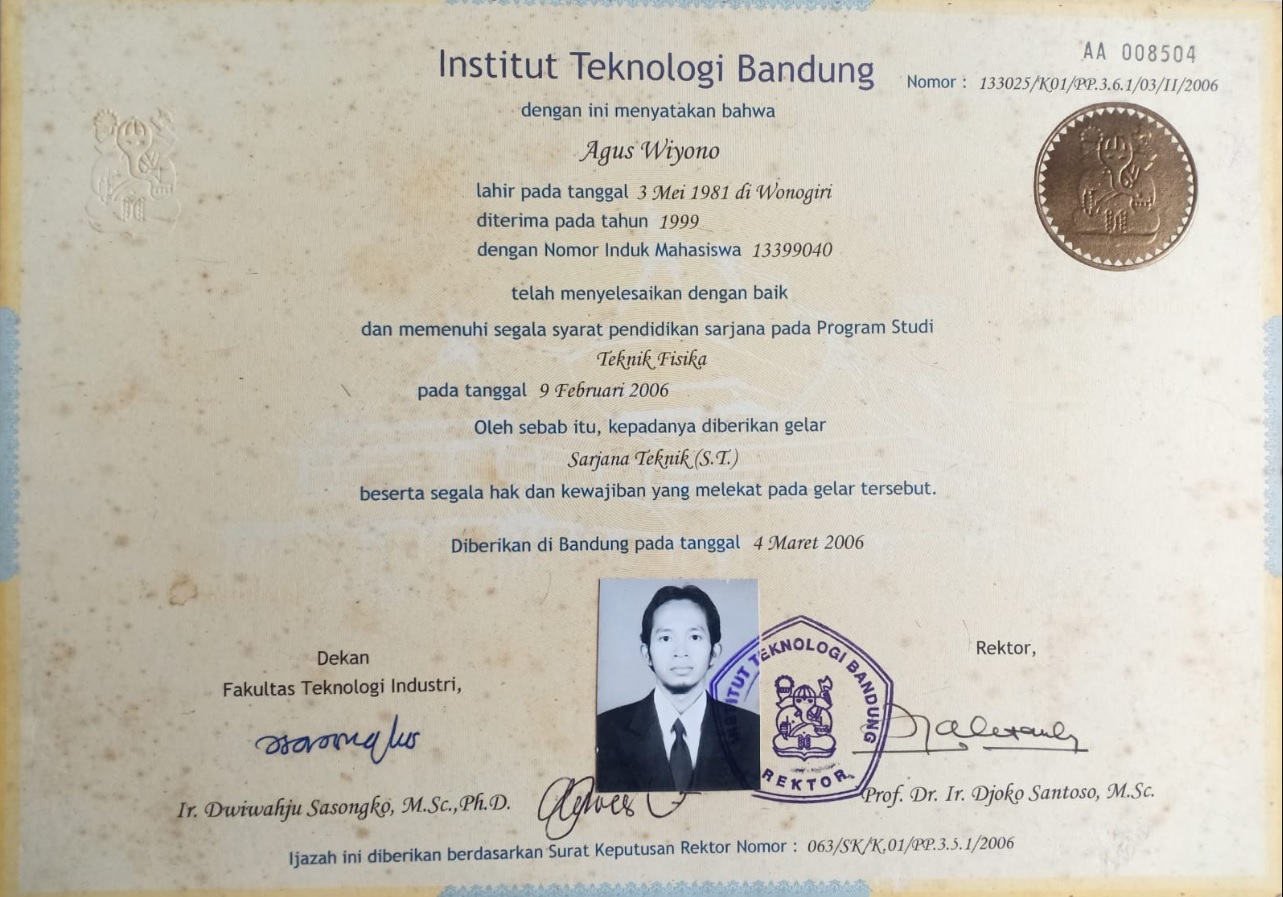 AA 008504
Institut Teknologi Bandung
Nomor : 133025/K01/PP.3.6.1/03/II/2006
dengan ini menyatakan bahwa
Agus Wiyono
lahir pada tanggal 3 Mei 1981 di Wonogiri
diterima pada tahun 1999
dengan Nomor Induk Mahasiswa 13399040
telah menyelesaikan dengan baik
dan memenuhi segala syarat pendidikan sarjana pada Program Studi
Teknik Fisika
pada tanggal 9 Februari 2006
Oleh sebab itu, kepadanya diberikan gelar
Sarjana Teknik (S.T.)
beserta segala hak dan kewajiban yang melekat pada gelar tersebut.
Diberikan di Bandung pada tanggal 4 Maret 2006
Dekan
Fakultas Teknologi Industri,
Ir. Dwiwahju Sasongko, M.Sc.,Ph.D.
INSTITUT TEKNOLOGI BANDUNG
REKTOR
Rektor,
Prof. Dr. Ir. Djoko Santoso, M.Sc.
Ijazah ini diberikan berdasarkan Surat Keputusan Rektor Nomor : 063/SK/K.01/PP.3.5.1/2006